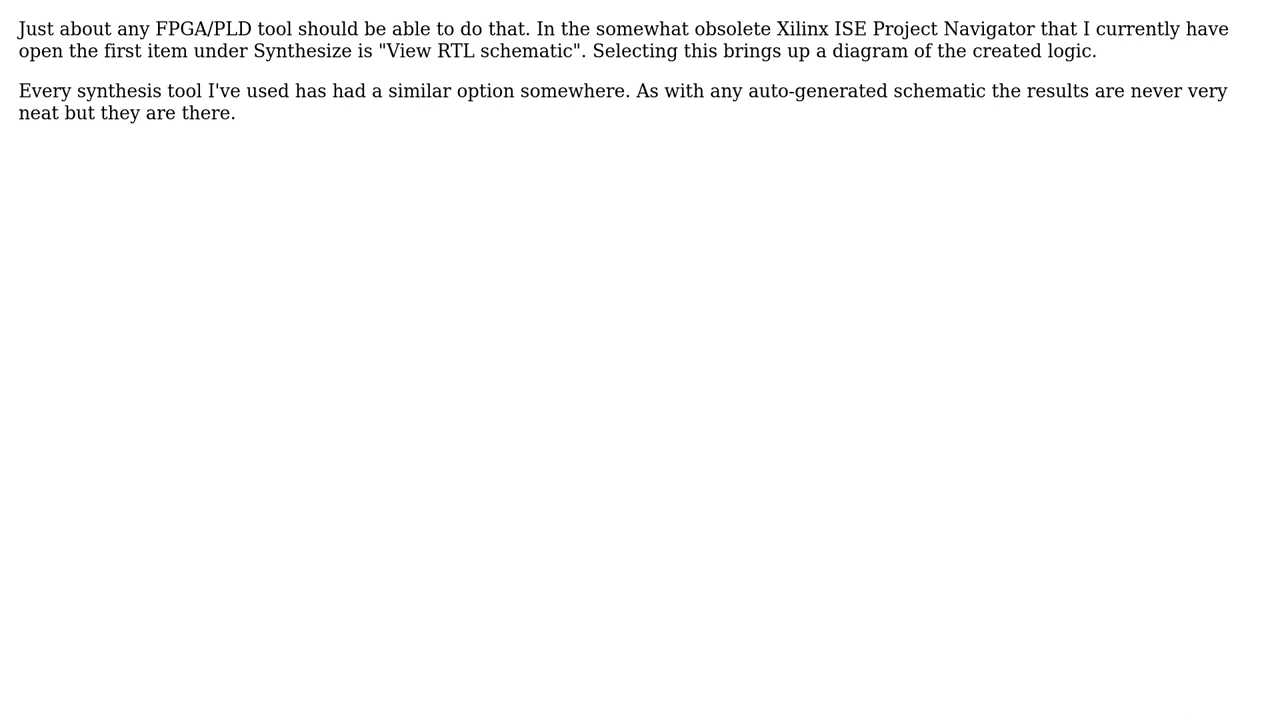 Just about any FPGA/PLD tool should be able to do that. In the somewhat obsolete Xilinx ISE Project Navigator that I currently have
open the first item under Synthesize is "View RTL schematic". Selecting this brings up a diagram of the created logic.
Every synthesis tool I've used has had a similar option somewhere. As with any auto-generated schematic the results are never very
neat but they are there.